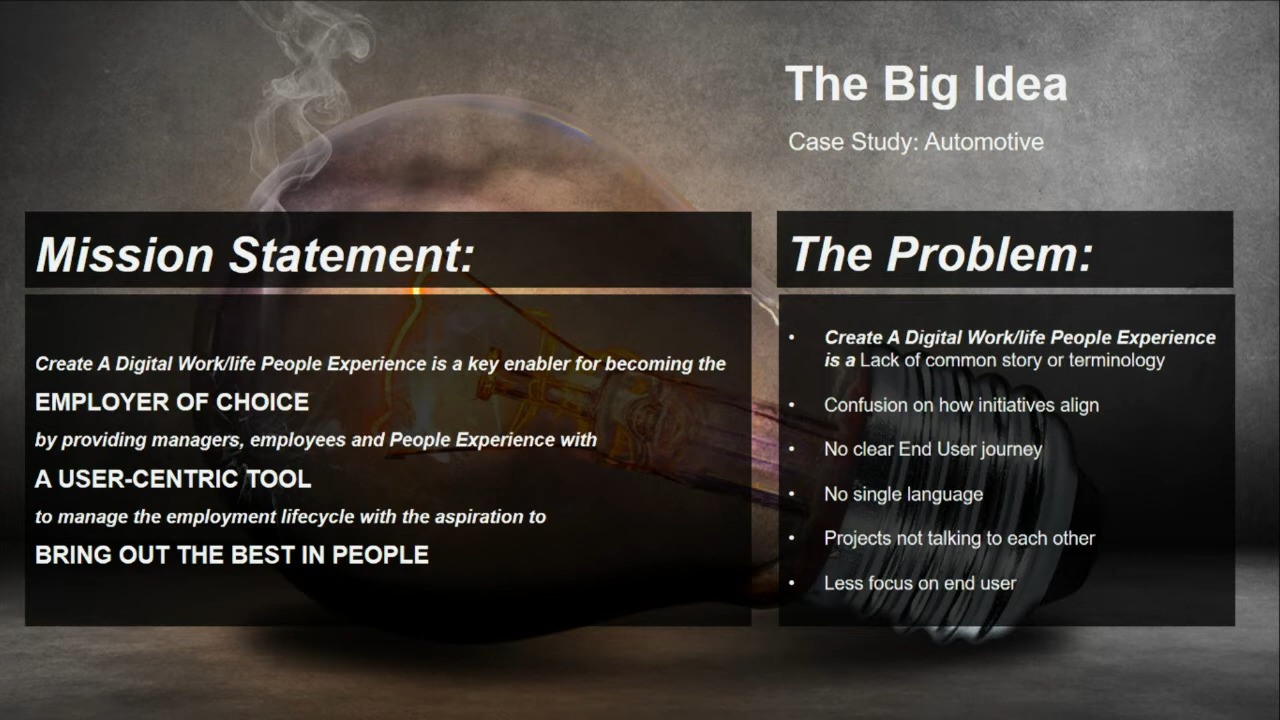 The Big Idea
Case Study: Automotive
Mission Statement:
Create A Digital Work/life People Experience is a key enabler for becoming the
EMPLOYER OF CHOICE
by providing managers, employees and People Experience with
A USER-CENTRIC TOOL
to manage the employment lifecycle with the aspiration to
BRING OUT THE BEST IN PEOPLE
The Problem:
• Create A Digital Work/life People Experience
is a Lack of common story or terminology
• Confusion on how initiatives align
• No clear End User journey
• No single language
• Projects not talking to each other
• Less focus on end user